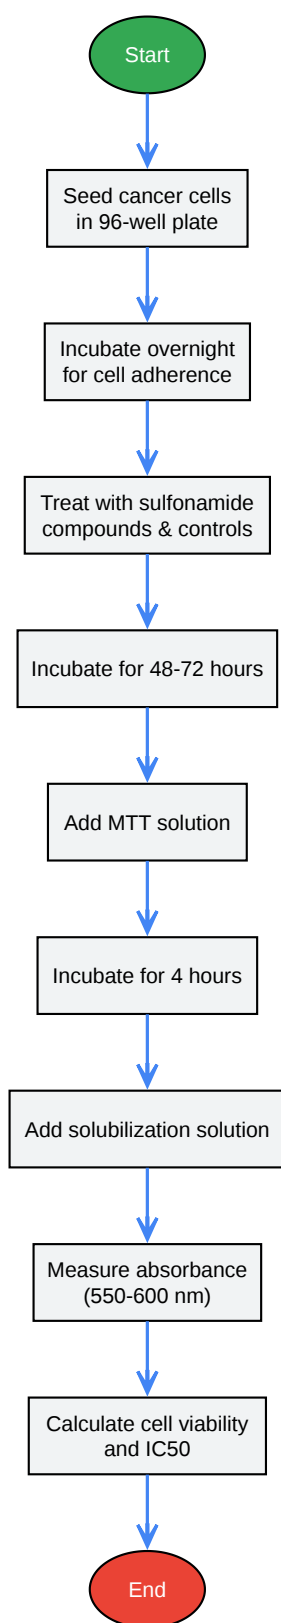 Start
Seed cancer cells
in 96-well plate
Incubate overnight
for cell adherence
Treat with sulfonamide
compounds & controls
Incubate for 48-72 hours
Add MTT solution
Incubate for 4 hours
Add solubilization solution
Measure absorbance
(550-600 nm)
Calculate cell viability
and IC50
End